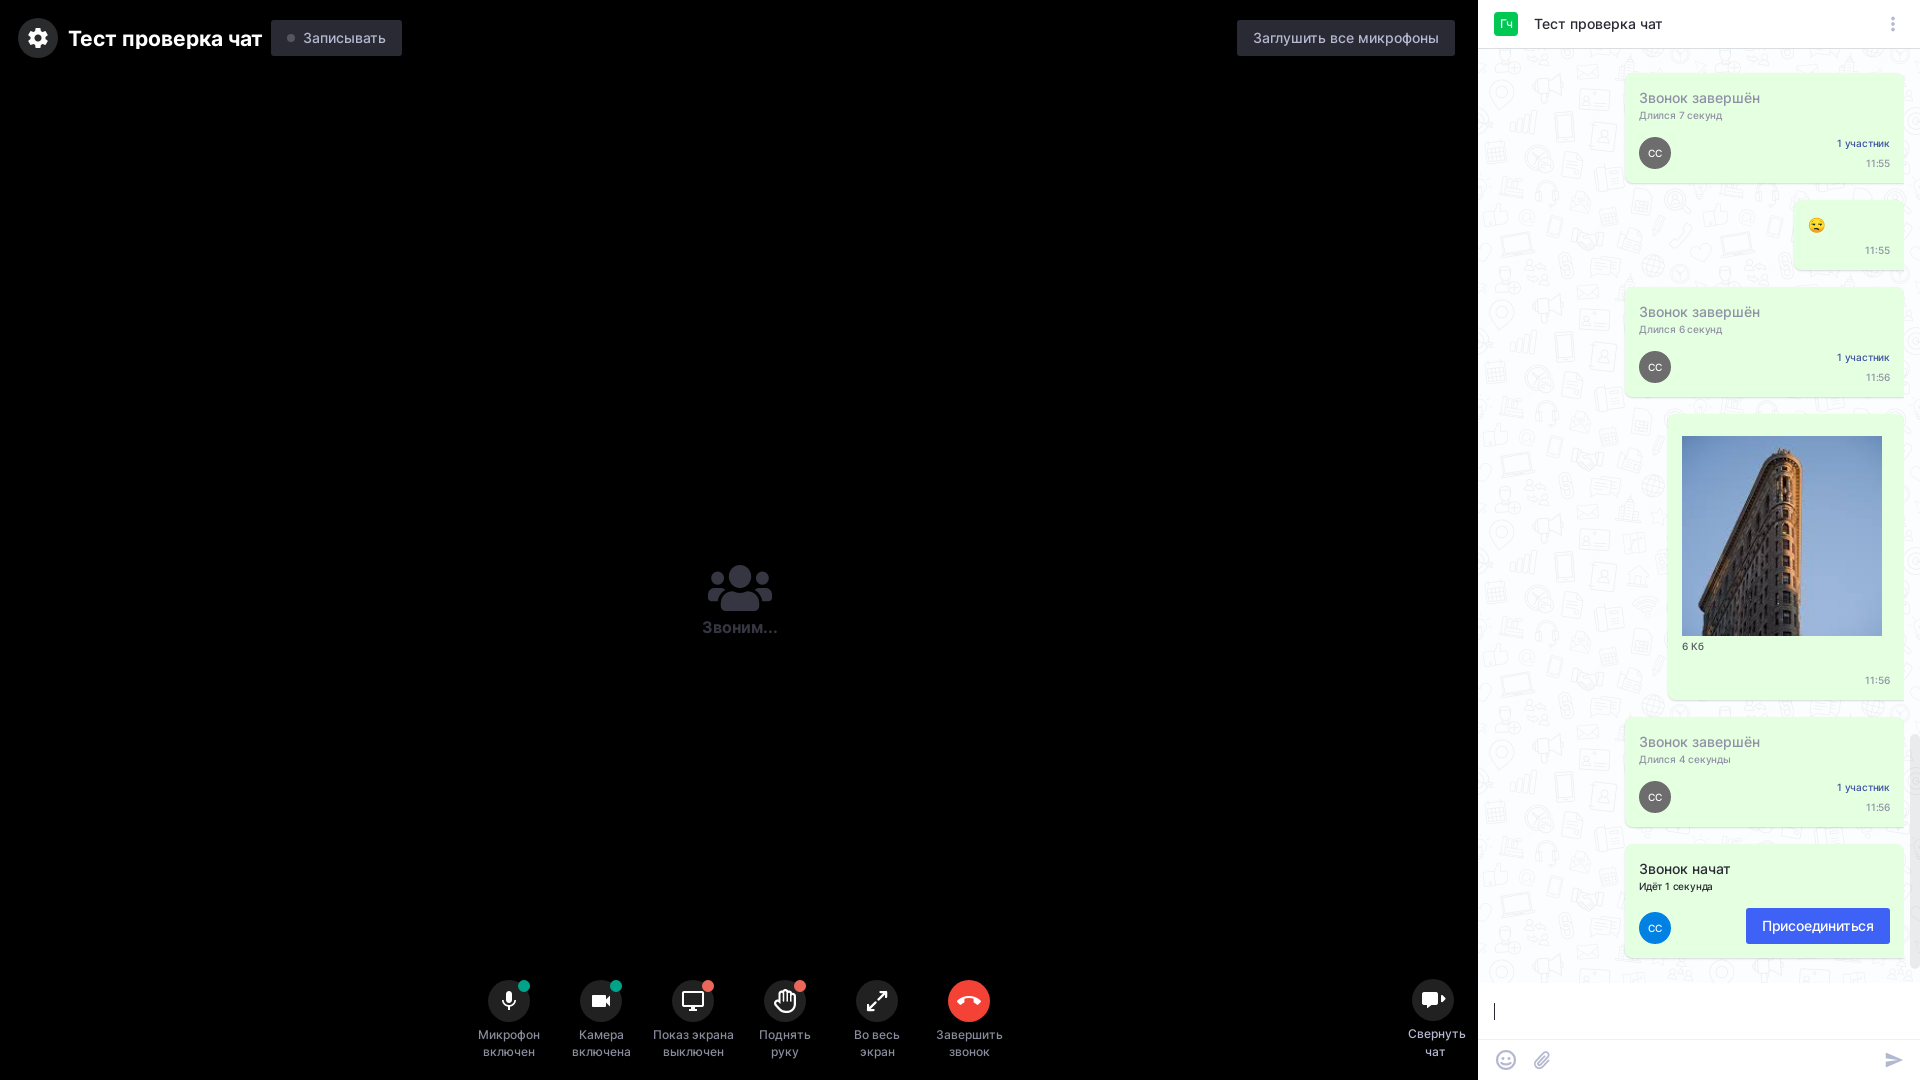 Тест проверка чат
Записывать
Заглушить все микрофоны
Звоним...
Микрофон
включен
Камера
включена
Показ экрана
выключен
Поднять
руку
Во весь
экран
Завершить
звонок
Свернуть
чат
Гч
Тест проверка чат
Звонок завершён
Длился 7 секунд
СС
1 участник
11:55
11:55
Звонок завершён
Длился 6 секунд
СС
1 участник
11:56
6 Кб
11:56
Звонок завершён
Длился 4 секунды
СС
1 участник
11:56
Звонок начат
Идёт 1 секунда
СС
Присоединиться